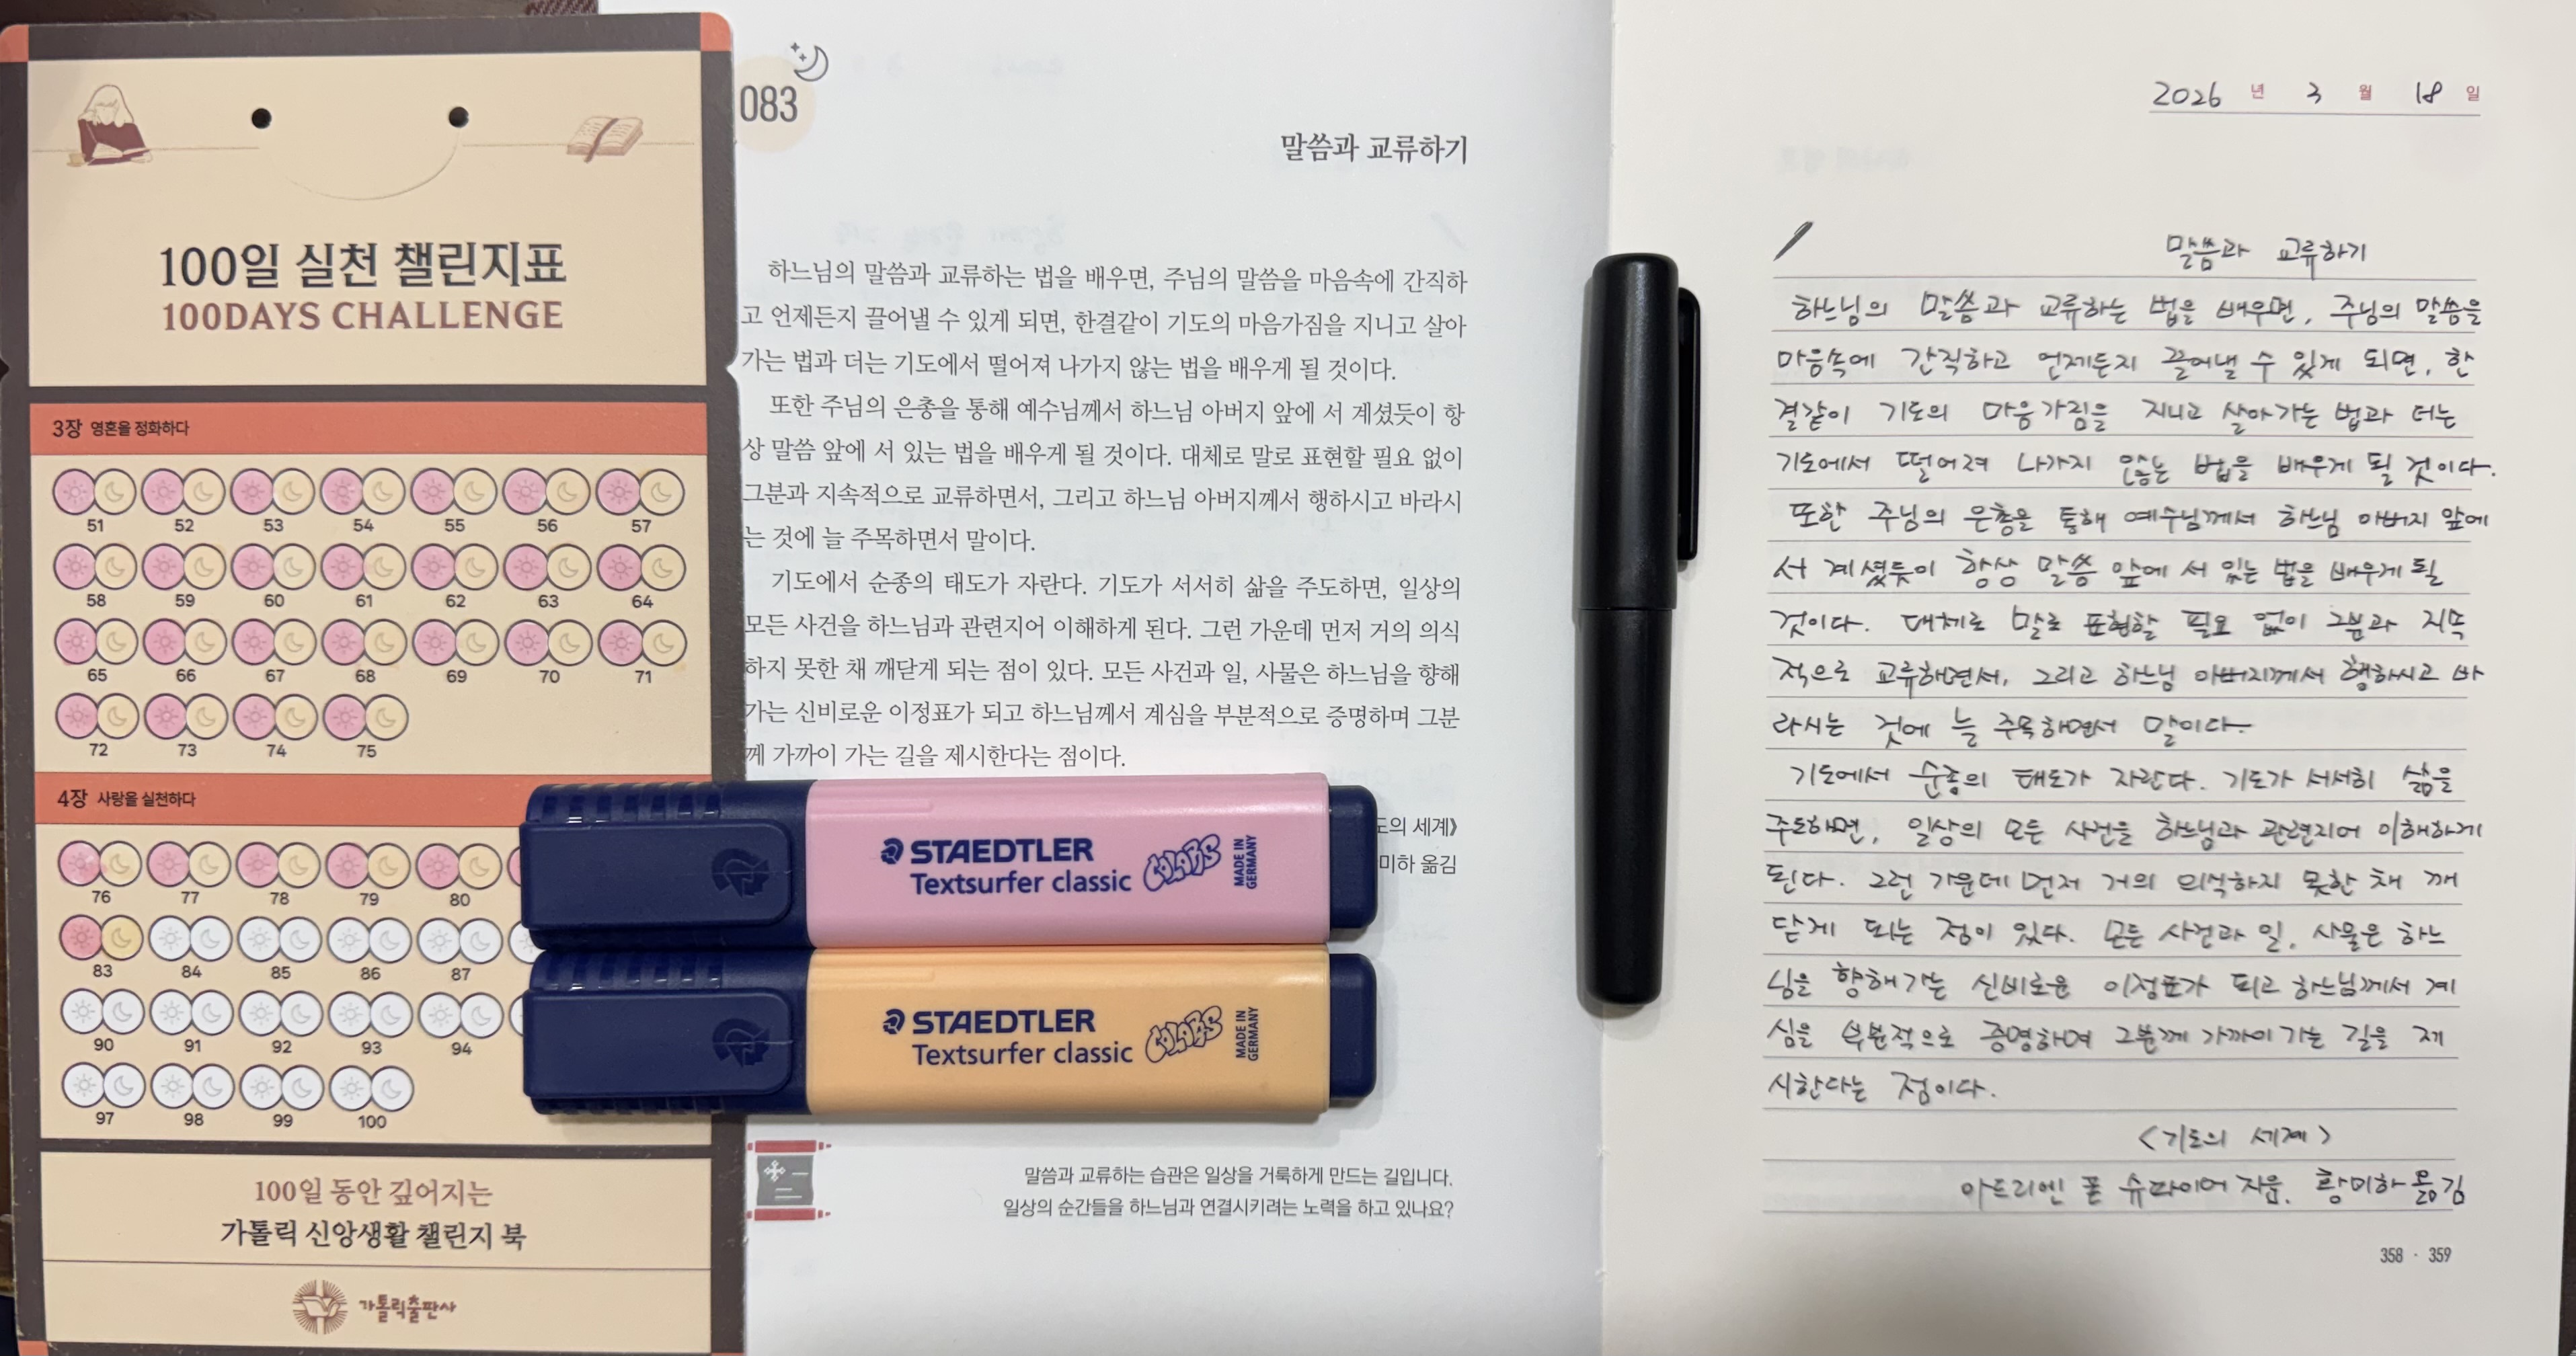 100일 실천 챌린지표
100DAYS CHALLENGE
3장 영혼을 정화하다
51 52 53 54 55 56 57
58 59 60 61 62 63 64
65 66 67 68 69 70 71
72 73 74 75
4장 사랑을 실천하다
76 77 78 79 80
83 84 85 86 87
90 91 92 93 94
97 98 99 100
100일 동안 깊어지는
가톨릭 신앙생활 챌린지 북
가톨릭출판사
083
말씀과 교류하기
하느님의 말씀과 교류하는 법을 배우면, 주님의 말씀을 마음속에 간직하
고 언제든지 끌어낼 수 있게 되면, 한결같이 기도의 마음가짐을 지니고 살아
가는 법과 더는 기도에서 떨어져 나가지 않는 법을 배우게 될 것이다.
또한 주님의 은총을 통해 예수님께서 하느님 아버지 앞에 서 계셨듯이 항
상 말씀 앞에 서 있는 법을 배우게 될 것이다. 대체로 말로 표현할 필요 없이
그분과 지속적으로 교류하면서, 그리고 하느님 아버지께서 행하시고 바라시
는 것에 늘 주목하면서 말이다.
기도에서 순종의 태도가 자란다. 기도가 서서히 삶을 주도하면, 일상의
모든 사건을 하느님과 관련지어 이해하게 된다. 그런 가운데 먼저 거의 의식
하지 못한 채 깨닫게 되는 점이 있다. 모든 사건과 일, 사물은 하느님을 향해
가는 신비로운 이정표가 되고 하느님께서 계심을 부분적으로 증명하며 그분
께 가까이 가는 길을 제시한다는 점이다.
도의 세계》
미하 옮김
STAEDTLER
Textsurfer classic
COLORS
MADE IN
GERMANY
STAEDTLER
Textsurfer classic
COLORS
MADE IN
GERMANY
말씀과 교류하는 습관은 일상을 거룩하게 만드는 길입니다.
일상의 순간들을 하느님과 연결시키려는 노력을 하고 있나요?
2026 년 3 월 18 일
말씀과 교류하기
하느님의 말씀과 교류하는 법을 배우면, 주님의 말씀을
마음속에 간직하고 언제든지 끌어낼 수 있게 되면, 한
결같이 기도의 마음가짐을 지니고 살아가는 법과 더는
기도에서 떨어져 나가지 않는 법을 배우게 될 것이다.
또한 주님의 은총을 통해 예수님께서 하느님 아버지 앞에
서 계셨듯이 항상 말씀 앞에 서 있는 법을 배우게 될
것이다. 대체로 말로 표현할 필요 없이 그분과 지속
적으로 교류하면서, 그리고 하느님 아버지께서 행하시고 바
라시는 것에 늘 주목하면서 말이다.
기도에서 순종의 태도가 자란다. 기도가 서서히 삶을
주도하면, 일상의 모든 사건을 하느님과 관련지어 이해하게
된다. 그런 가운데 먼저 거의 의식하지 못한 채 깨
닫게 되는 점이 있다. 모든 사건과 일, 사물은 하느
님을 향해 가는 신비로운 이정표가 되고 하느님께서 계
심을 부분적으로 증명하며 그분께 가까이 가는 길을 제
시한다는 점이다.
<기도의 세계>
아드리엔 폰 슈파이어 지음, 황미하 옮김
358 · 359